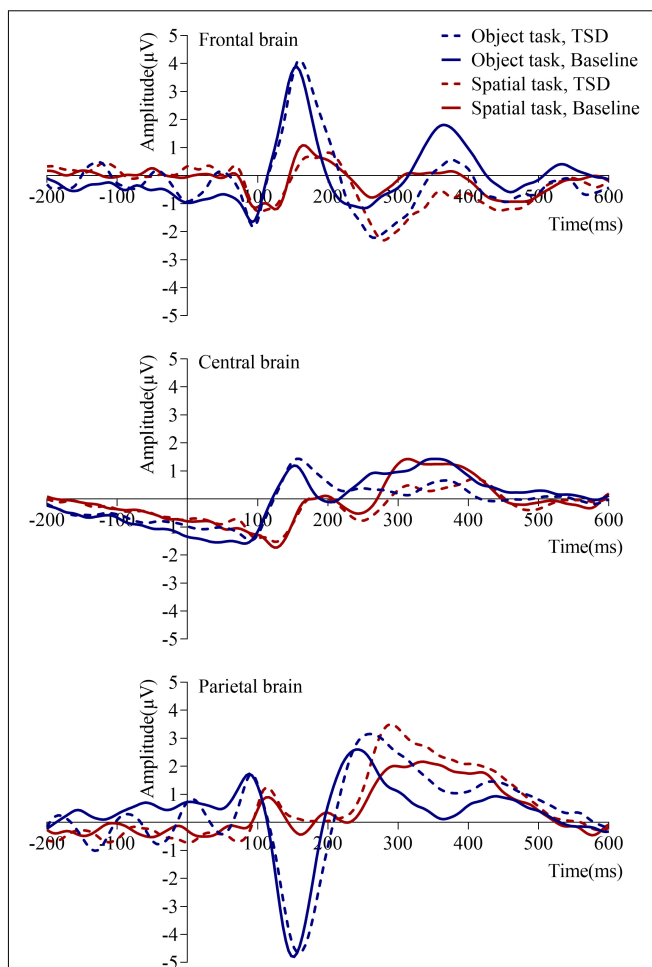 Frontal brain
Amplitude(μV)
5
4
3
2
1
0
-1
-2
-3
-4
-5
-200 -100 100 200 300 400 500 600
Time(ms)
Object task, TSD
Object task, Baseline
Spatial task, TSD
Spatial task, Baseline
Central brain
Amplitude(μV)
5
4
3
2
1
0
-1
-2
-3
-4
-5
-200 -100 100 200 300 400 500 600
Time(ms)
Parietal brain
Amplitude(μV)
5
4
3
2
1
0
-1
-2
-3
-4
-5
-200 -100 100 200 300 400 500 600
Time(ms)